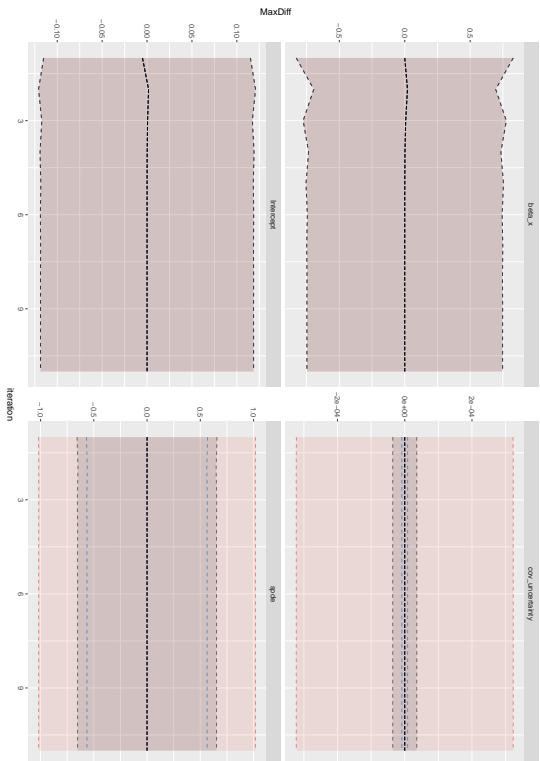 beta_x
cov_uncertainty
-0.5
0.0
0.5
-2e-04
0e+00
2e-04
Intercept
spde
-0.10
-0.05
0.00
0.05
0.10
-1.0
-0.5
0.0
0.5
1.0
3
6
9
3
6
9
MaxDiff
iteration